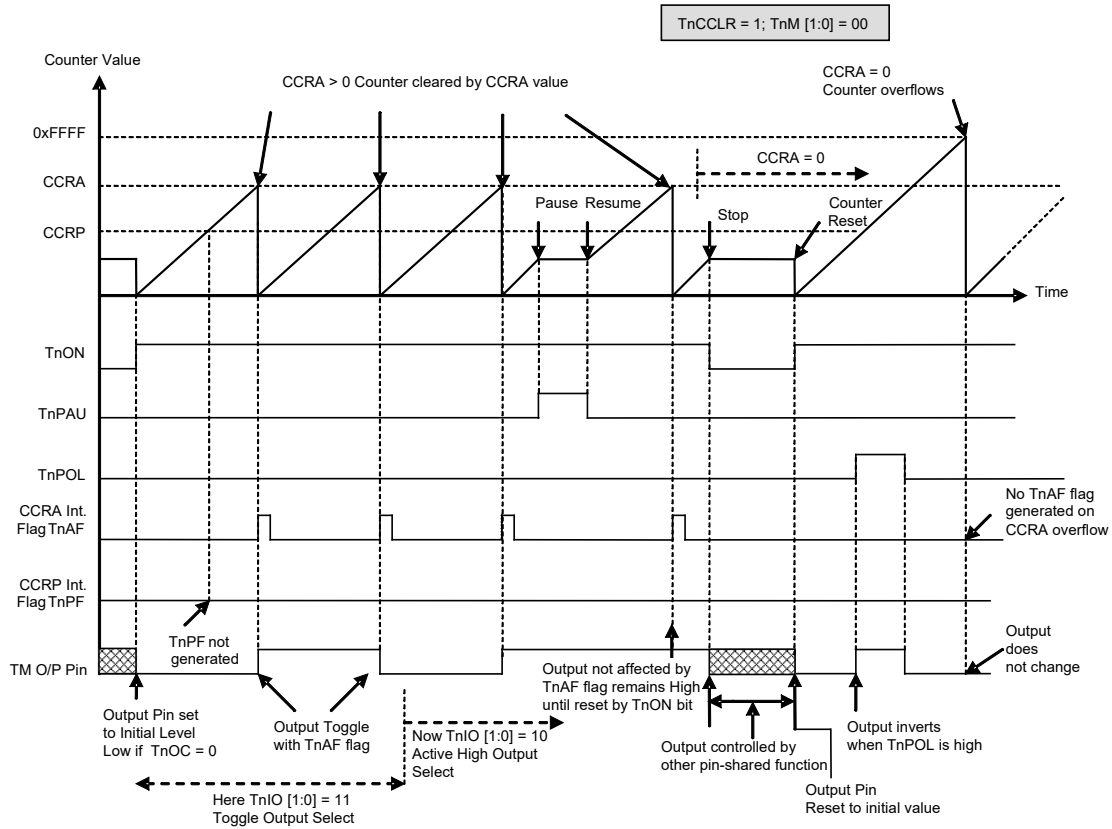 TnCCLR = 1; TnM [1:0] = 00
Counter Value
CCRA > 0 Counter cleared by CCRA value
CCRA = 0
Counter overflows
0xFFFF
CCRA = 0
CCRA
Pause Resume
Stop
Counter
Reset
CCRP
Time
TnON
TnPAU
TnPOL
No TnAF flag
generated on
CCRA overflow
CCRA Int.
Flag TnAF
CCRP Int.
Flag TnPF
TnPF not
generated
Output
does
not change
TM O/P Pin
Output not affected by
TnAF flag remains High
until reset by TnON bit
Output Pin set
to Initial Level
Low if TnOC = 0
Output Toggle
with TnAF flag
Now TnIO [1:0] = 10
Active High Output
Select
Output controlled by
other pin-shared function
Output inverts
when TnPOL is high
Output Pin
Reset to initial value
Here TnIO [1:0] = 11
Toggle Output Select